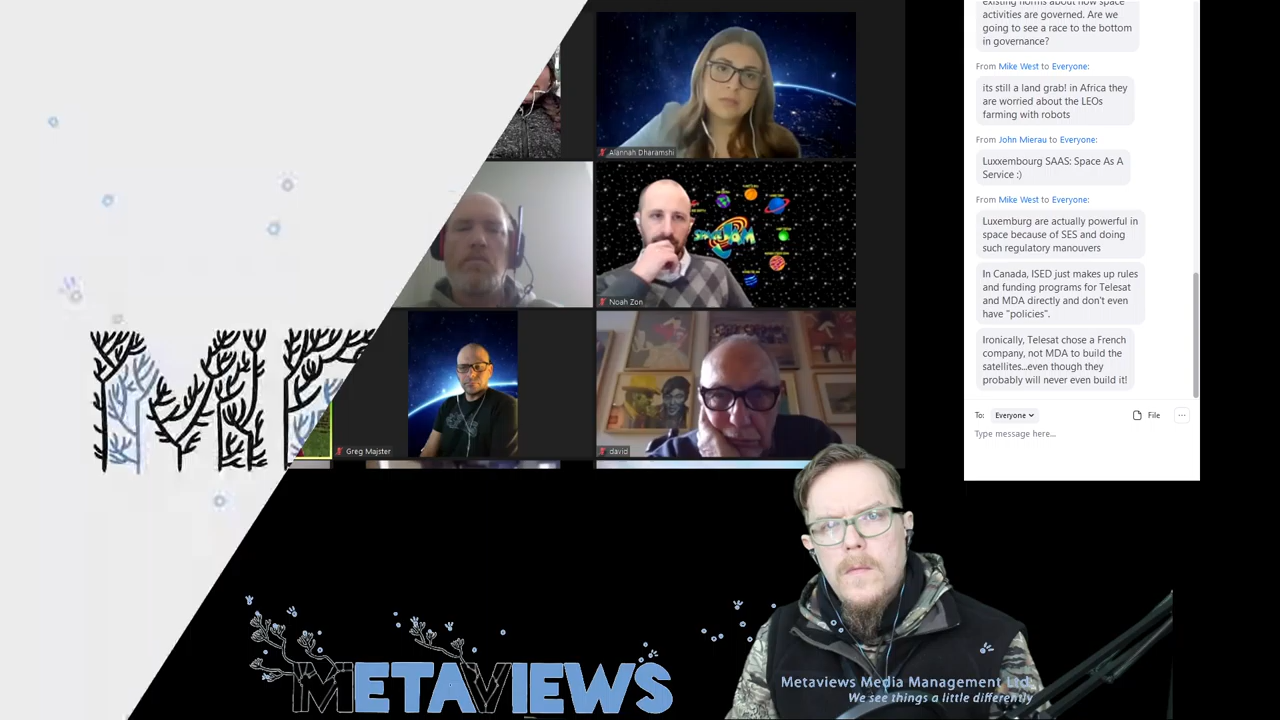 existing norms about how space
activities are governed. Are we
going to see a race to the bottom
in governance?
From Mike West to Everyone:
its still a land grab! in Africa they
are worried about the LEOs
farming with robots
From John Mierau to Everyone:
Luxxembourg SAAS: Space As A
Service :)
From Mike West to Everyone:
Luxemburg are actually powerful in
space because of SES and doing
such regulatory manouvers
In Canada, ISED just makes up rules
and funding programs for Telesat
and MDA directly and don't even
have "policies".
Ironically, Telesat chose a French
company, not MDA to build the
satellites...even though they
probably will never even build it!
To: Everyone
File
Type message here...
Alannah Dharamshi
SPACE JAM
Noah Zon
Greg Majster
david
ME
METAVIEWS
Metaviews Media Management Ltd.
We see things a little differently